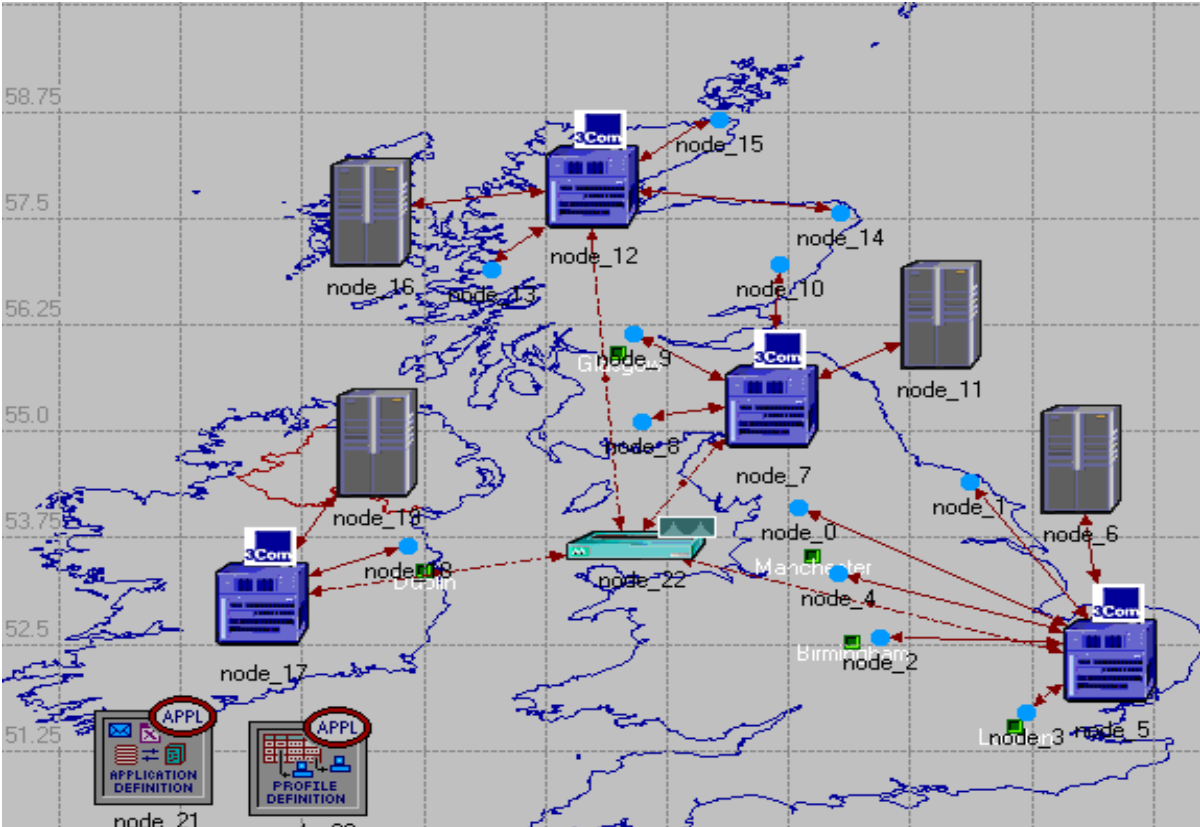 58.75
3Com
node_15
57.5
node_14
node_12
node_16
node_13
node_10
56.25
3Com
node_9
node_11
55.0
node_8
node_7
node_1
53.75
node_0
node_6
3Com
Manchester
Dublin
node_22
node_4
3Com
52.5
Birmingham
node_2
node_17
APPL
APPL
51.25
node_3
node_5
APPLICATION
DEFINITION
PROFILE
DEFINITION
node_21